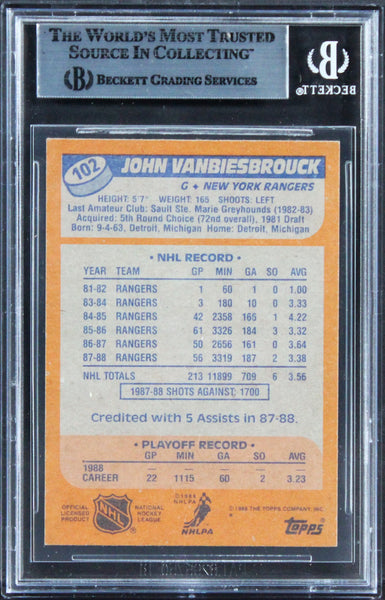 THE WORLD'S MOST TRUSTED
SOURCE IN COLLECTING™
B BECKETT GRADING SERVICES
B
BECKETT
102
JOHN VANBIESBROUCK
G • NEW YORK RANGERS
HEIGHT: 5'7" WEIGHT: 165 SHOOTS: LEFT
Last Amateur Club: Sault Ste. Marie Greyhounds (1982-83)
Acquired: 5th Round Choice (72nd overall), 1981 Draft
Born: 9-4-63, Detroit, Michigan Home: Detroit, Michigan
• NHL RECORD •
YEAR TEAM GP MIN GA SO AVG
81-82 RANGERS 1 60 1 0 1.00
83-84 RANGERS 3 180 10 0 3.33
84-85 RANGERS 42 2358 166 1 4.22
85-86 RANGERS 61 3326 184 3 3.32
86-87 RANGERS 50 2656 161 0 3.64
87-88 RANGERS 56 3319 187 2 3.38
NHL TOTALS 213 11899 709 6 3.56
1987-88 SHOTS AGAINST: 1700
Credited with 5 Assists in 87-88.
• PLAYOFF RECORD •
GP MIN GA SO AVG
1988
CAREER 22 1115 60 2 3.23
OFFICIAL LICENSED PRODUCT
NHL
NATIONAL HOCKEY LEAGUE
© 1988 NHLPA
NHLPA
© 1988 THE TOPPS COMPANY, INC.
TOPPS